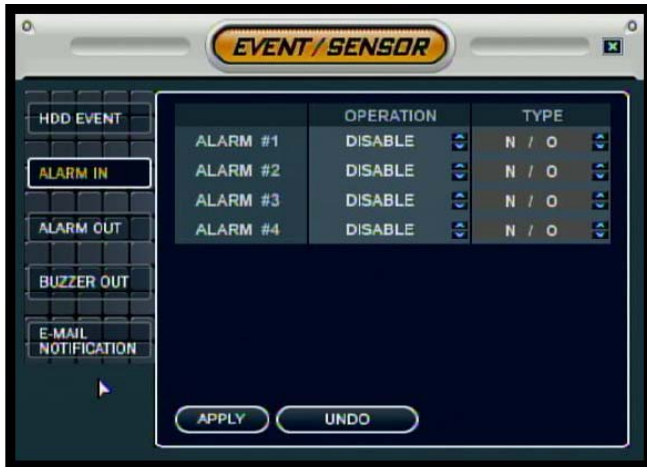 EVENT/SENSOR
HDD EVENT
ALARM IN
ALARM OUT
BUZZER OUT
E-MAIL
NOTIFICATION
OPERATION TYPE
ALARM #1 DISABLE N / O
ALARM #2 DISABLE N / O
ALARM #3 DISABLE N / O
ALARM #4 DISABLE N / O
APPLY UNDO